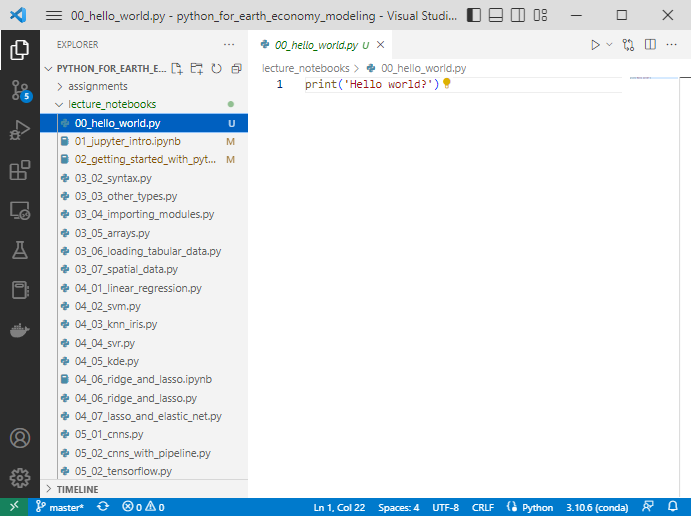 00_hello_world.py - python_for_earth_economy_modeling - Visual Studi...
EXPLORER
00_hello_world.py U
PYTHON_FOR_EARTH_E...
assignments
lecture_notebooks
00_hello_world.py U
01_jupyter_intro.ipynb M
02_getting_started_with_pyt... M
03_02_syntax.py
03_03_other_types.py
03_04_importing_modules.py
03_05_arrays.py
03_06_loading_tabular_data.py
03_07_spatial_data.py
04_01_linear_regression.py
04_02_svm.py
04_03_knn_iris.py
04_04_svr.py
04_05_kde.py
04_06_ridge_and_lasso.ipynb
04_06_ridge_and_lasso.py
04_07_lasso_and_elastic_net.py
05_01_cnns.py
05_02_cnns_with_pipeline.py
05_02_tensorflow.py
TIMELINE
lecture_notebooks > 00_hello_world.py
1 print('Hello world?')
5
master* 0 0 Ln 1, Col 22 Spaces: 4 UTF-8 CRLF Python 3.10.6 (conda)